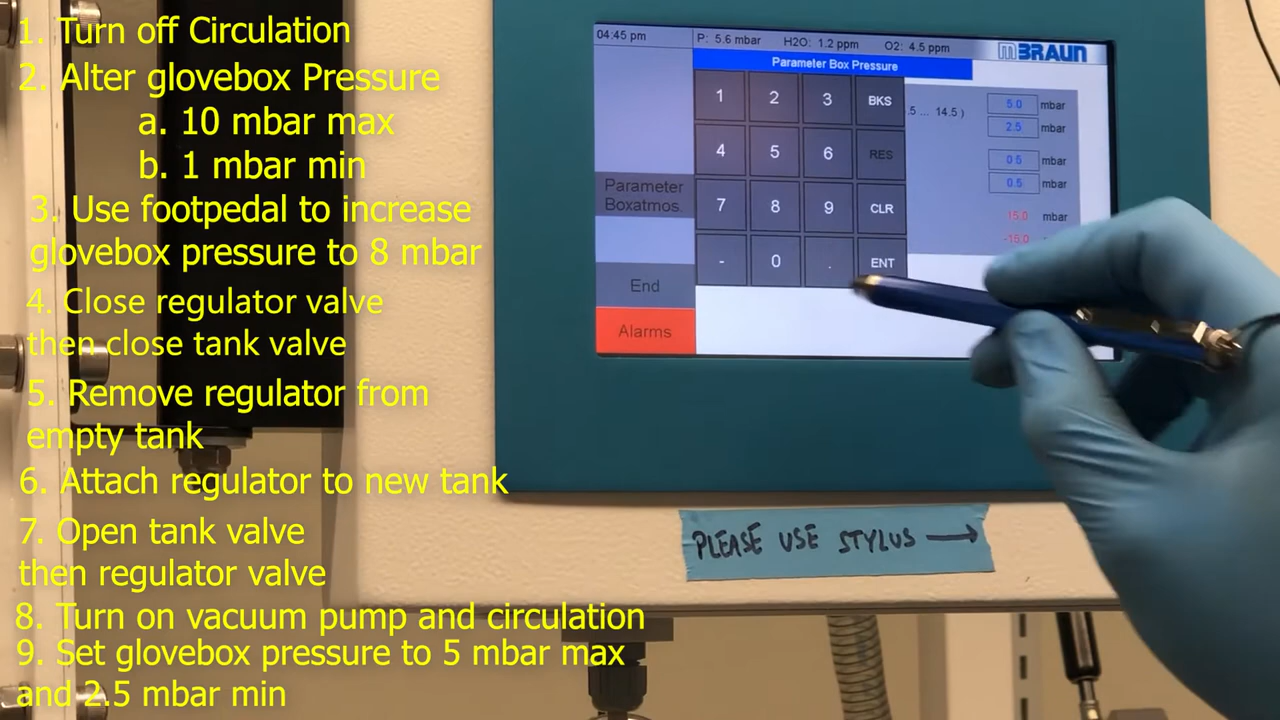 1. Turn off Circulation
2. Alter glovebox Pressure
a. 10 mbar max
b. 1 mbar min
3. Use footpedal to increase
glovebox pressure to 8 mbar
4. Close regulator valve
then close tank valve
5. Remove regulator from
empty tank
6. Attach regulator to new tank
7. Open tank valve
then regulator valve
8. Turn on vacuum pump and circulation
9. Set glovebox pressure to 5 mbar max
and 2.5 mbar min
04:45 pm
P: 5.6 mbar H2O: 1.2 ppm O2: 4.5 ppm
MBRAUN
Parameter Box Pressure
1 2 3 BKS
4 5 6 RES
7 8 9 CLR
- 0 . ENT
.5 ... 14.5 )
5.0 mbar
2.5 mbar
0.5 mbar
0.5 mbar
15.0 mbar
-15.0
Parameter
Boxatmos.
End
Alarms
PLEASE USE STYLUS →